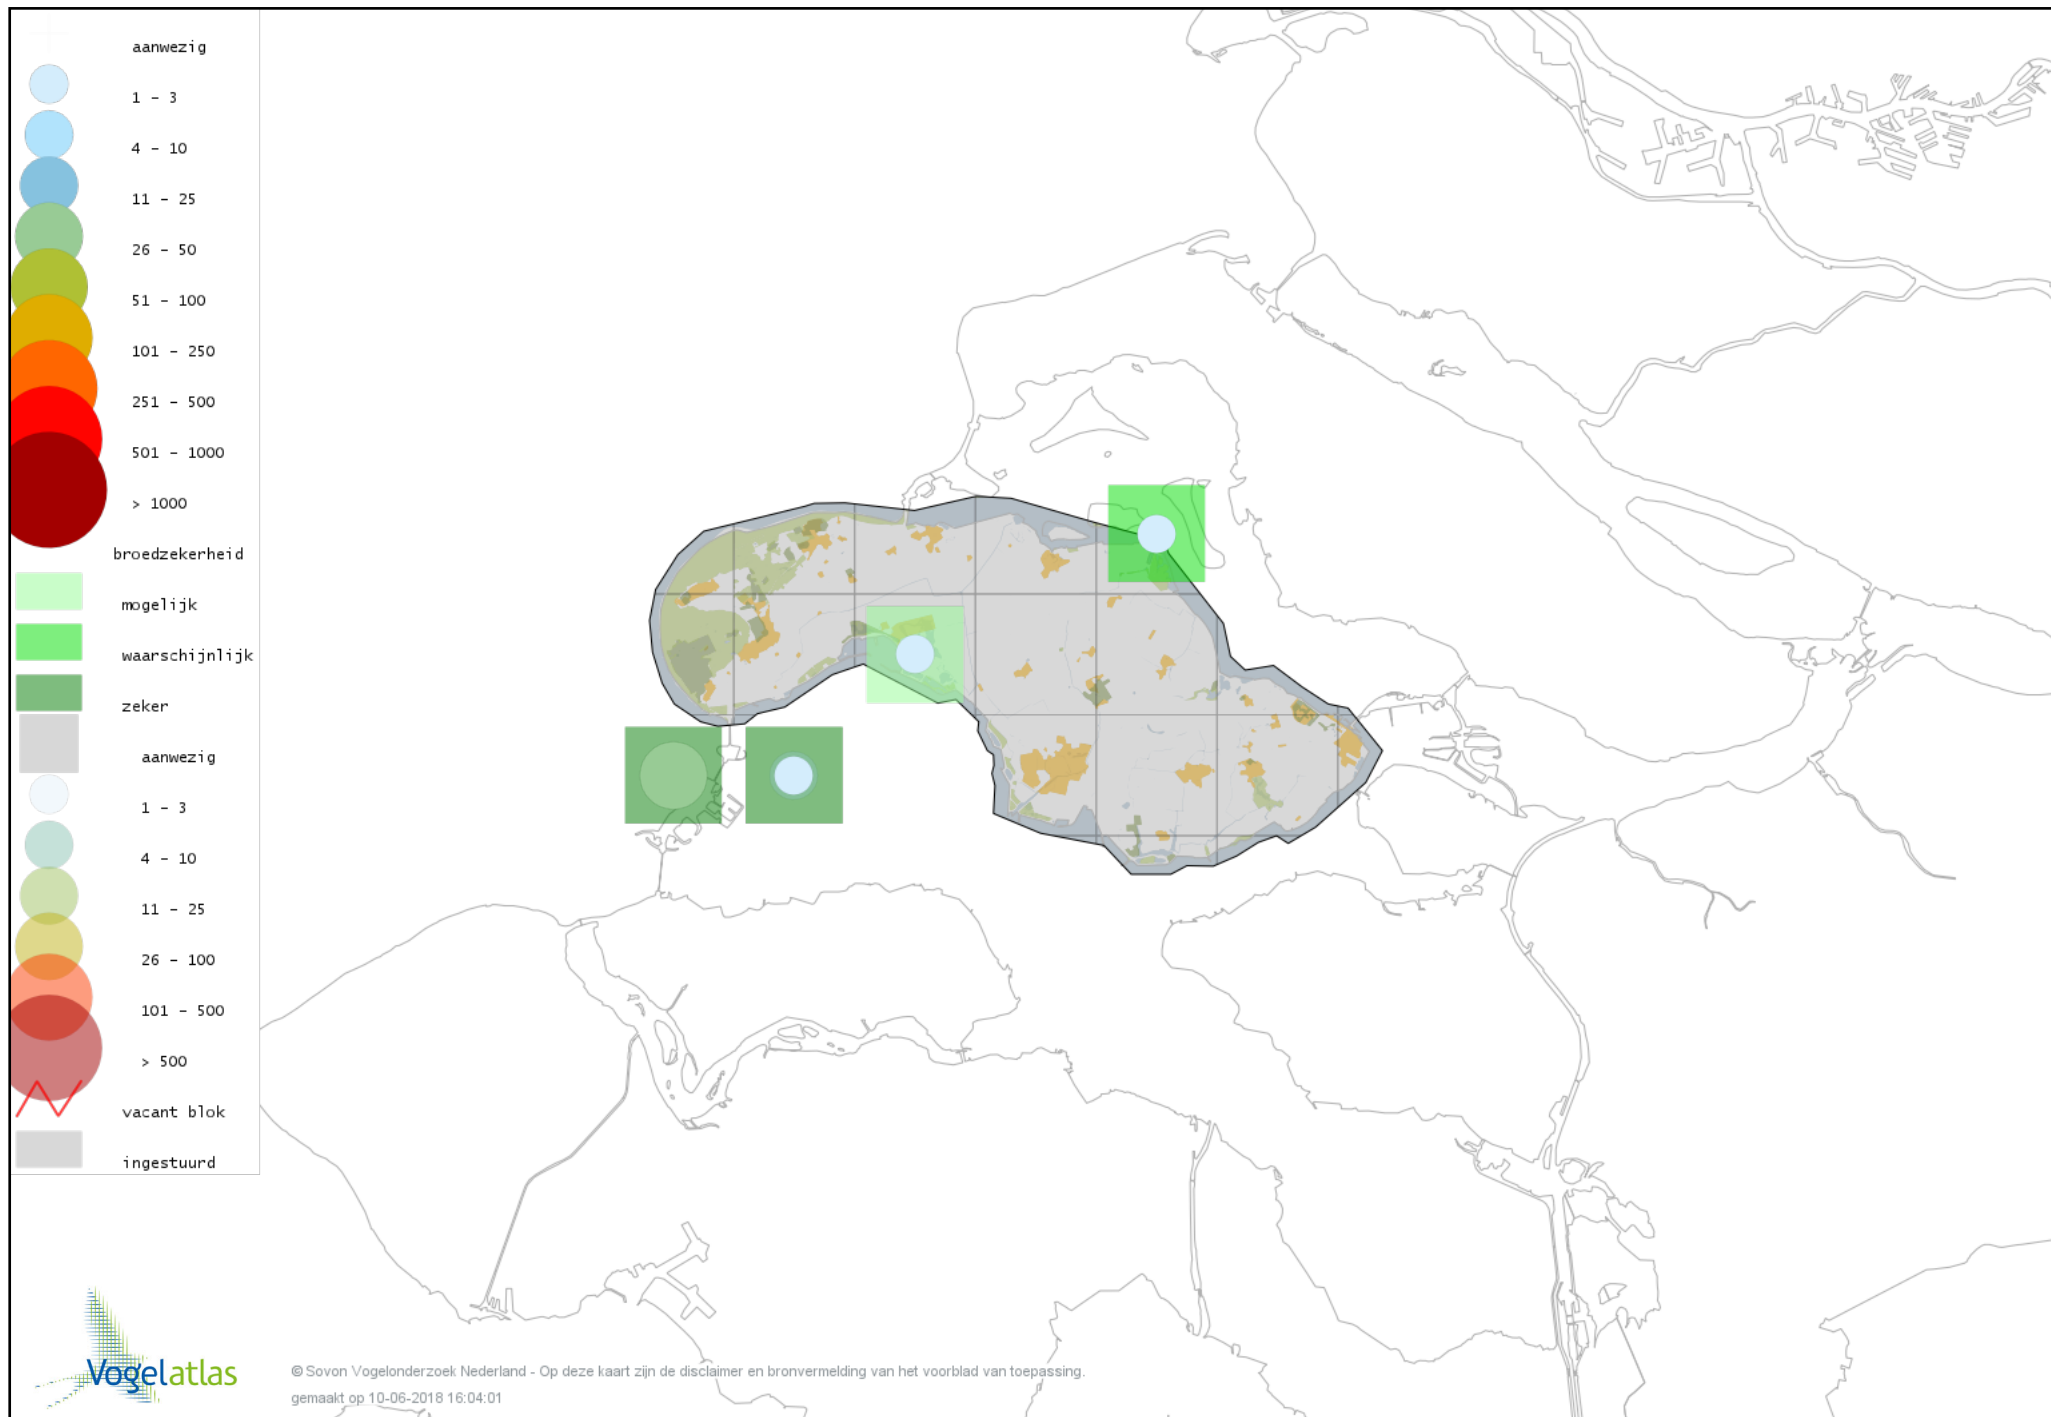 aanwezig
1 - 3
4 - 10
11 - 25
26 - 50
51 - 100
101 - 250
251 - 500
501 - 1000
> 1000
broedzekerheid
mogelijk
waarschijnlijk
zeker
aanwezig
1 - 3
4 - 10
11 - 25
26 - 100
101 - 500
> 500
vacant blok
ingestuurd
Vogelatlas
© Sovon Vogelonderzoek Nederland - Op deze kaart zijn de disclaimer en bronvermelding van het voorblad van toepassing.
gemaakt op 10-06-2018 16:04:01